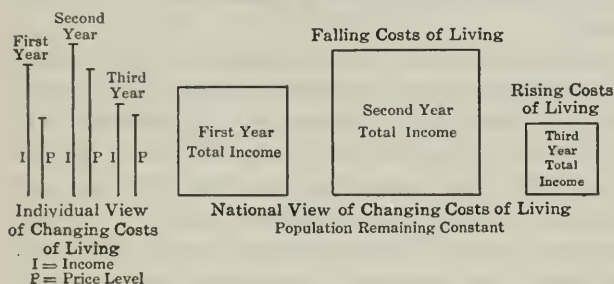 First
Year
Second
Year
Third
Year
I P I P I P
Individual View
of Changing Costs
of Living
I = Income
P = Price Level
First Year
Total Income
Falling Costs of Living
Second Year
Total Income
Rising Costs
of Living
Third
Year
Total
Income
National View of Changing Costs of Living
Population Remaining Constant